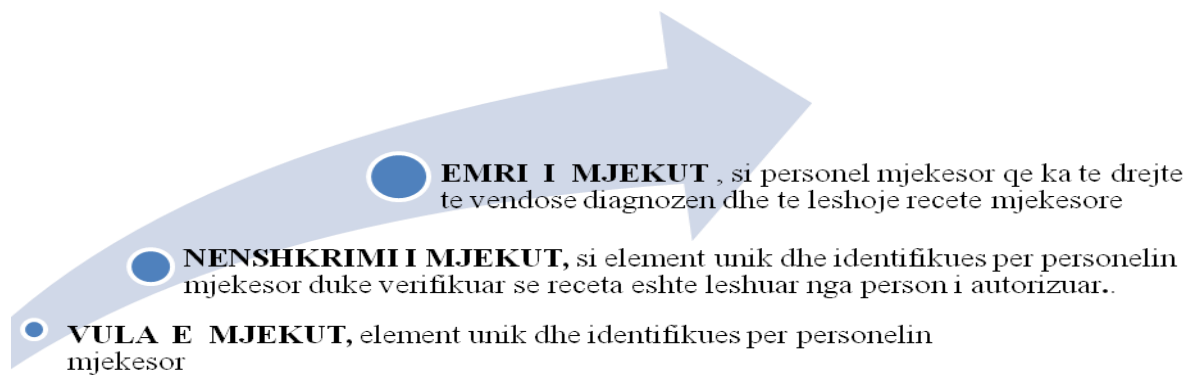 EMRI I MJEKUT , si personel mjekesor qe ka te drejte
te vendose diagnozen dhe te leshoje recete mjekesore
NENSHKRIMI I MJEKUT, si element unik dhe identifikues per personelin
mjekesor duke verifikuar se receta eshte leshuar nga person i autorizuar..
VULA E MJEKUT, element unik dhe identifikues per personelin
mjekesor